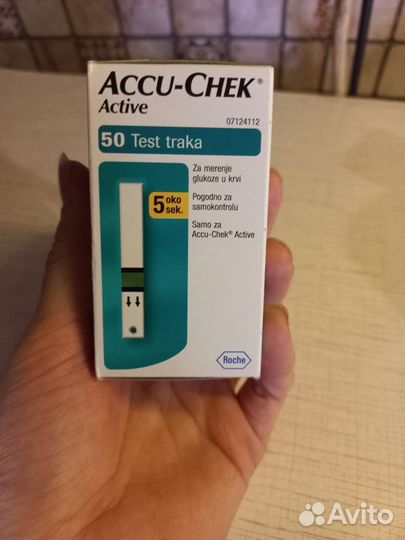 ACCU-CHEK®
Active
07124112
50 Test traka
Za merenje
glukoze u krvi
5 oko
sek.
Pogodno za
samokontrolu
Samo za
Accu-Chek® Active
Roche
Avito